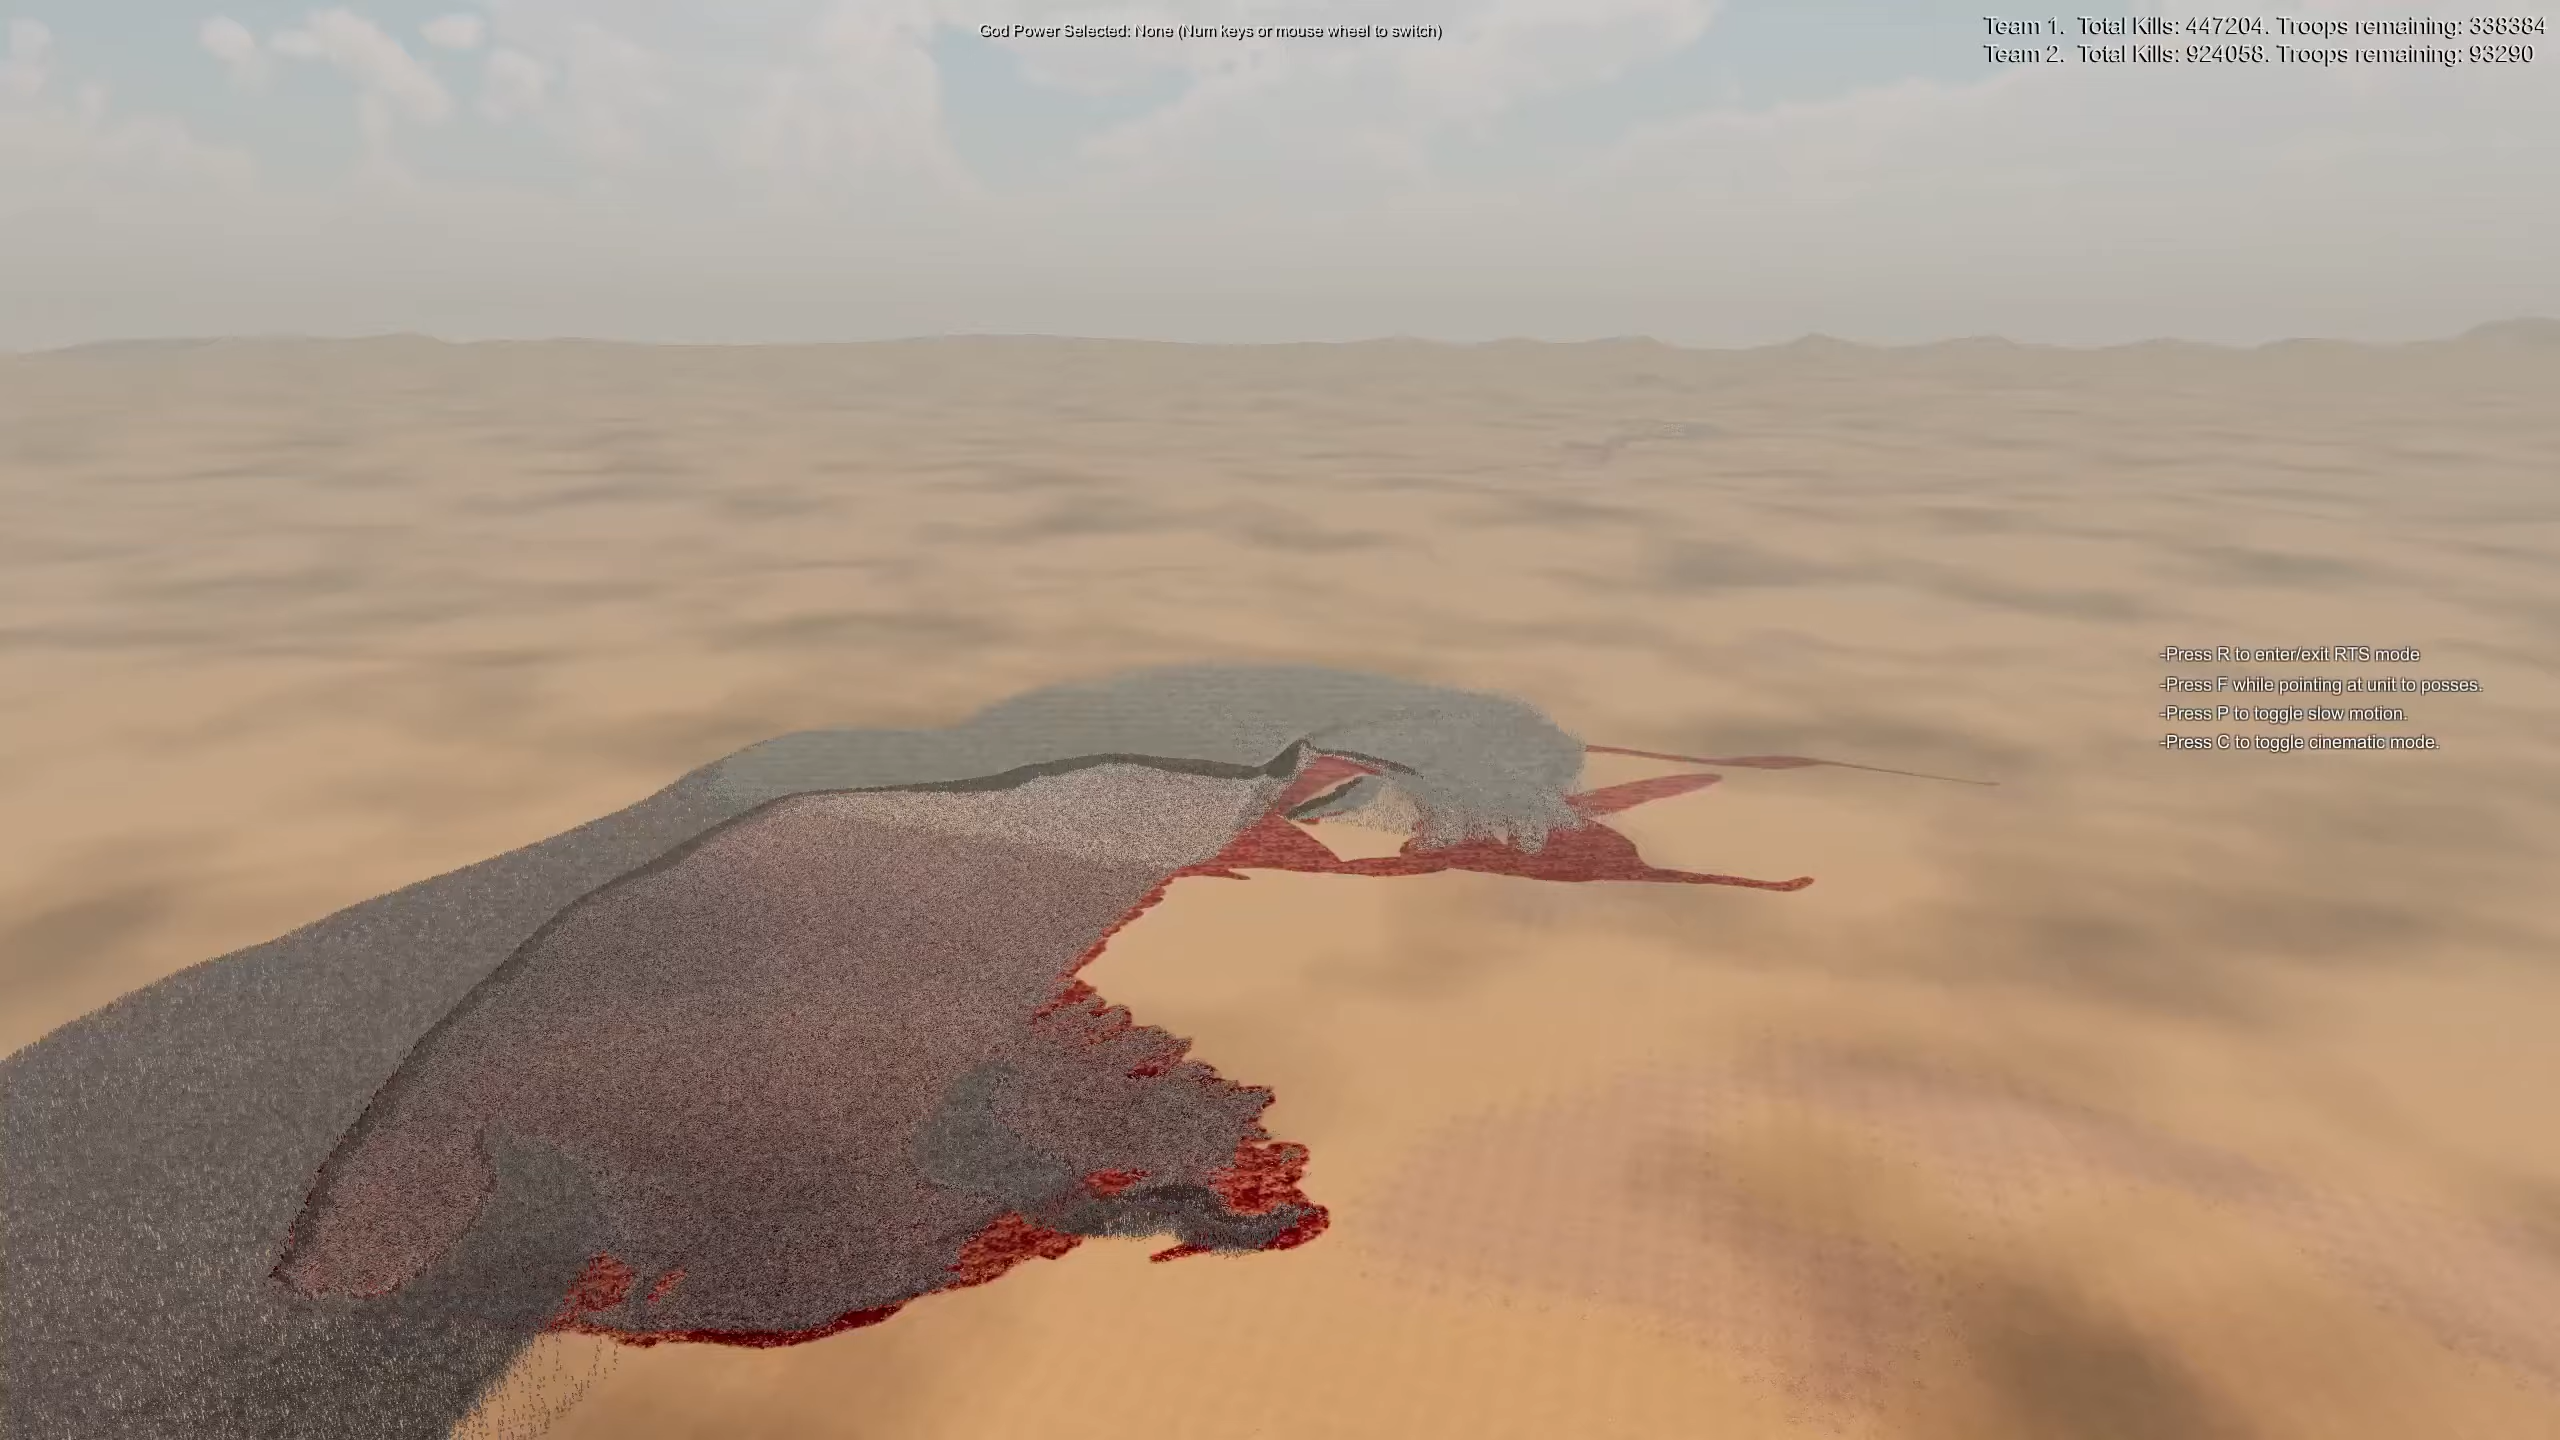 God Power Selected: None (Num keys or mouse wheel to switch)
Team 1. Total Kills: 447204. Troops remaining: 338384
Team 2. Total Kills: 924058. Troops remaining: 93290
-Press R to enter/exit RTS mode
-Press F while pointing at unit to posses.
-Press P to toggle slow motion.
-Press C to toggle cinematic mode.